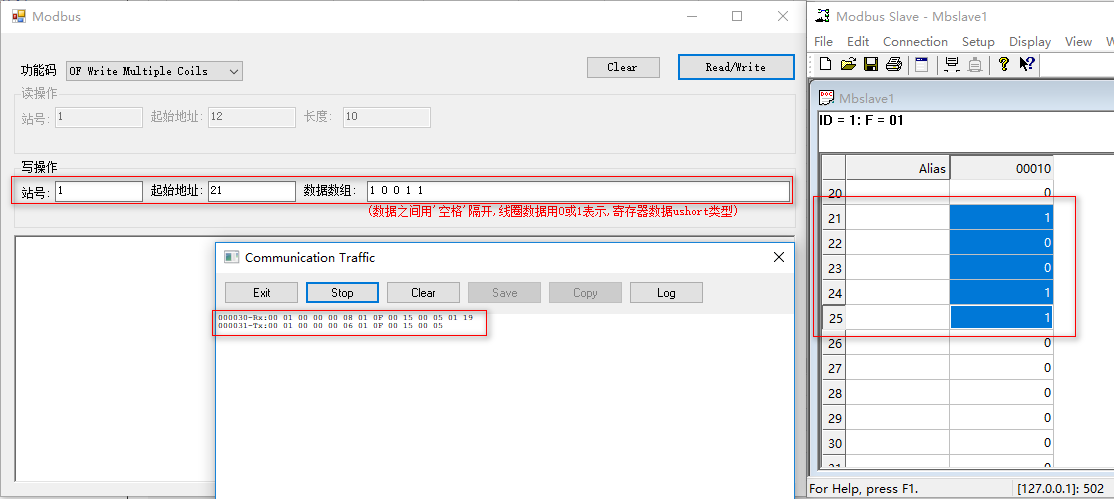 Modbus
功能码 OF Write Multiple Coils Clear Read/Write
读操作
站号: 1 起始地址: 12 长度: 10
写操作
站号: 1 起始地址: 21 数据数组: 1 0 0 1 1
(数据之间用'空格'隔开,线圈数据用0或1表示,寄存器数据ushort类型)
Communication Traffic
Exit Stop Clear Save Copy Log
000030-Rx:00 01 00 00 00 08 01 0F 00 15 00 05 01 19
000031-Tx:00 01 00 00 00 06 01 0F 00 15 00 05
Modbus Slave - Mbslave1
File Edit Connection Setup Display View
Mbslave1
ID = 1: F = 01
Alias 00010
20 0
21 1
22 0
23 0
24 1
25 1
26 0
27 0
28 0
29 0
30 0
For Help, press F1. [127.0.0.1]: 502